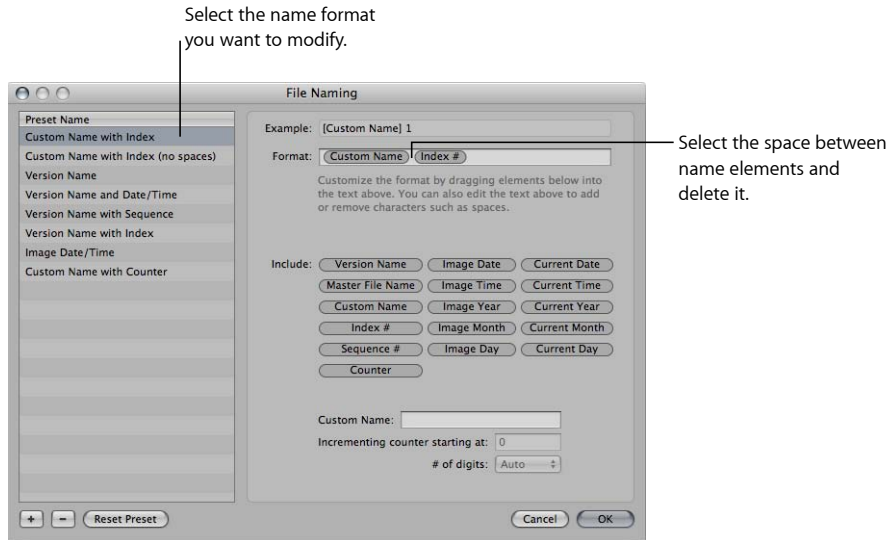 Select the name format
you want to modify.
File Naming
Preset Name
Custom Name with Index
Custom Name with Index (no spaces)
Version Name
Version Name and Date/Time
Version Name with Sequence
Version Name with Index
Image Date/Time
Custom Name with Counter
Example: [Custom Name] 1
Format: Custom Name Index #
Customize the format by dragging elements below into
the text above. You can also edit the text above to add
or remove characters such as spaces.
Select the space between
name elements and
delete it.
Include: Version Name Image Date Current Date
Master File Name Image Time Current Time
Custom Name Image Year Current Year
Index # Image Month Current Month
Sequence # Image Day Current Day
Counter
Custom Name:
Incrementing counter starting at: 0
# of digits: Auto
+ - Reset Preset
Cancel OK